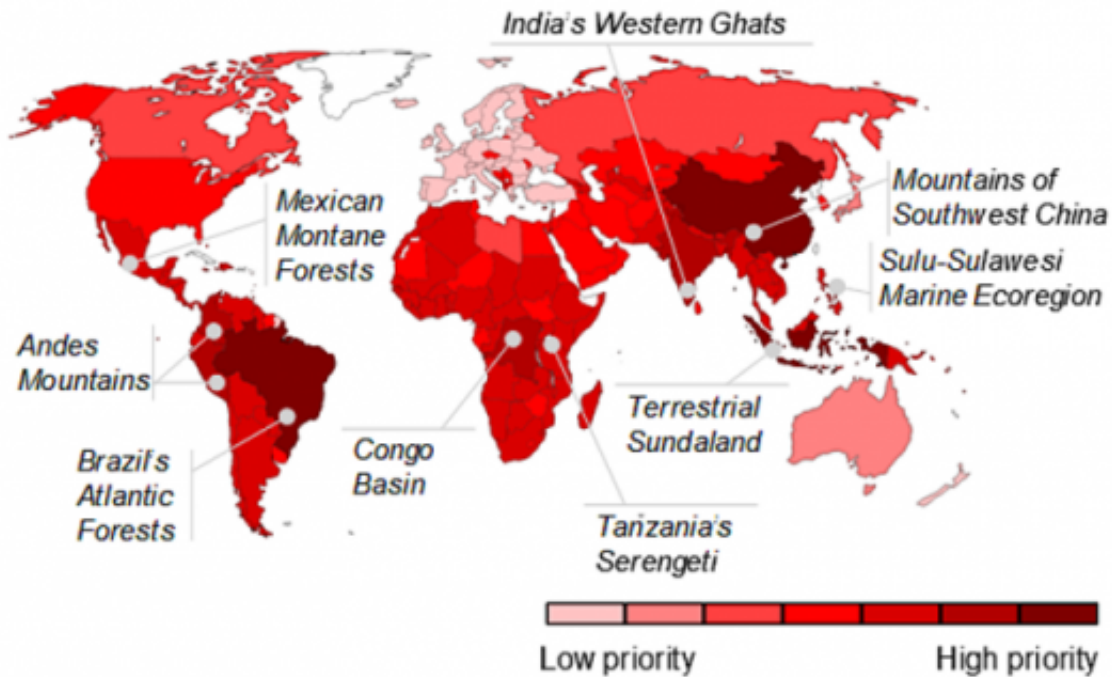 India's Western Ghats
Mountains of
Southwest China
Mexican
Montane
Forests
Sulu-Sulawesi
Marine Ecoregion
Andes
Mountains
Terrestrial
Sundaland
Congo
Basin
Brazil's
Atlantic
Forests
Tanzania's
Serengeti
Low priority
High priority